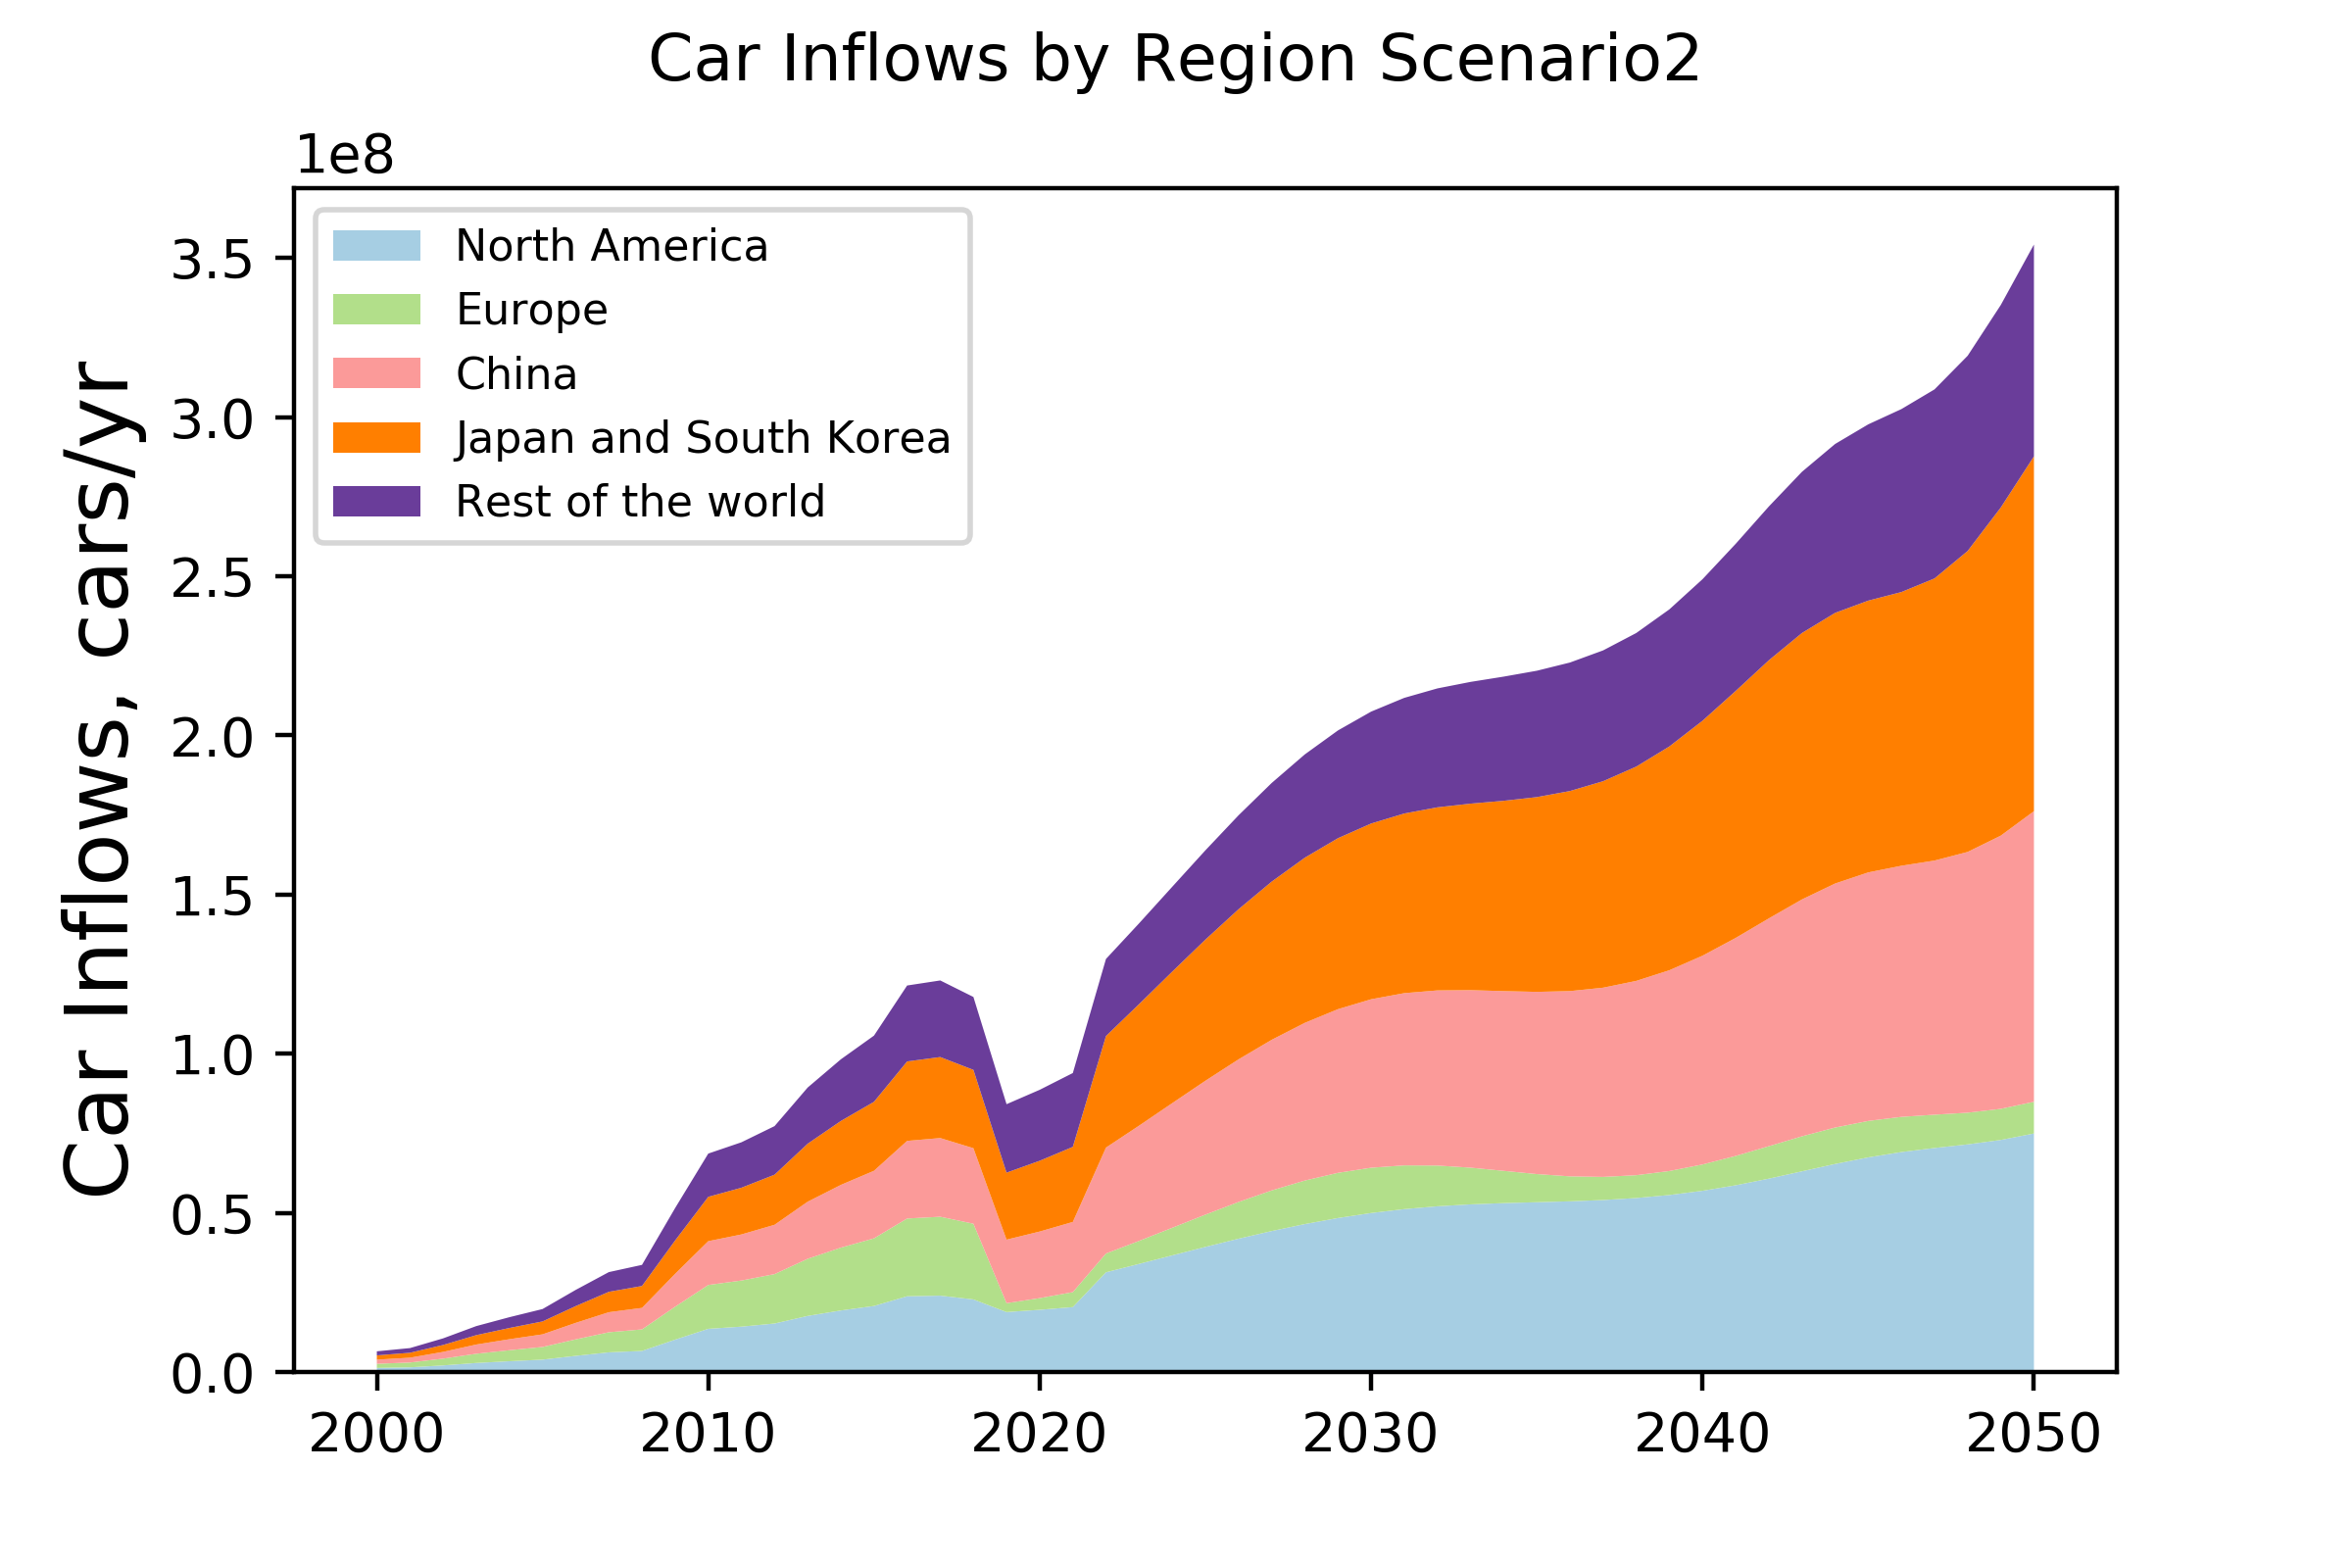 Car Inflows by Region Scenario2
1e8
North America
Europe
China
Japan and South Korea
Rest of the world
3.5
3.0
2.5
2.0
1.5
1.0
0.5
0.0
Car Inflows, cars/yr
2000 2010 2020 2030 2040 2050